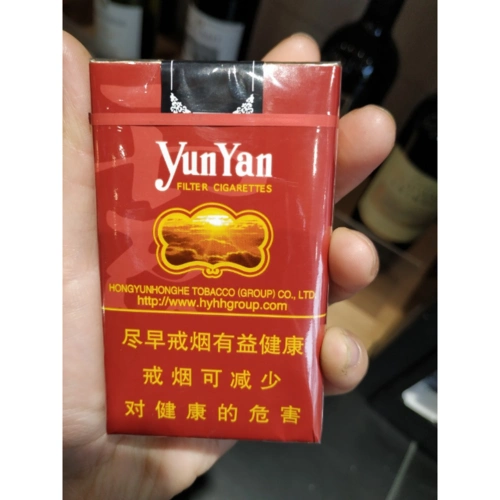 YunYan
FILTER CIGARETTES
HONGYUNHONGHE TOBACCO (GROUP) CO., LTD
http://www.hyhhgroup.com
尽早戒烟有益健康
戒烟可减少
对健康的危害